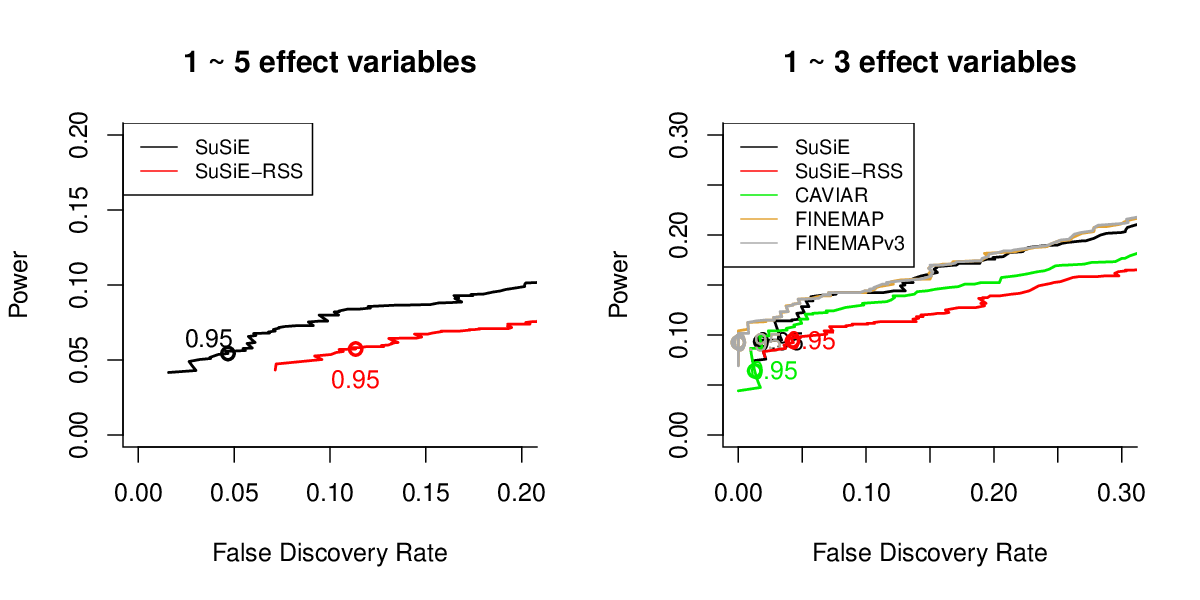 1 ~ 5 effect variables
Power
0.00
0.05
0.10
0.15
0.20
SuSiE
SuSiE−RSS
0.95
0.95
0.00
0.05
0.10
0.15
0.20
False Discovery Rate
1 ~ 3 effect variables
Power
0.00
0.10
0.20
0.30
SuSiE
SuSiE−RSS
CAVIAR
FINEMAP
FINEMAPv3
.95
.95
0.00
0.10
0.20
0.30
False Discovery Rate